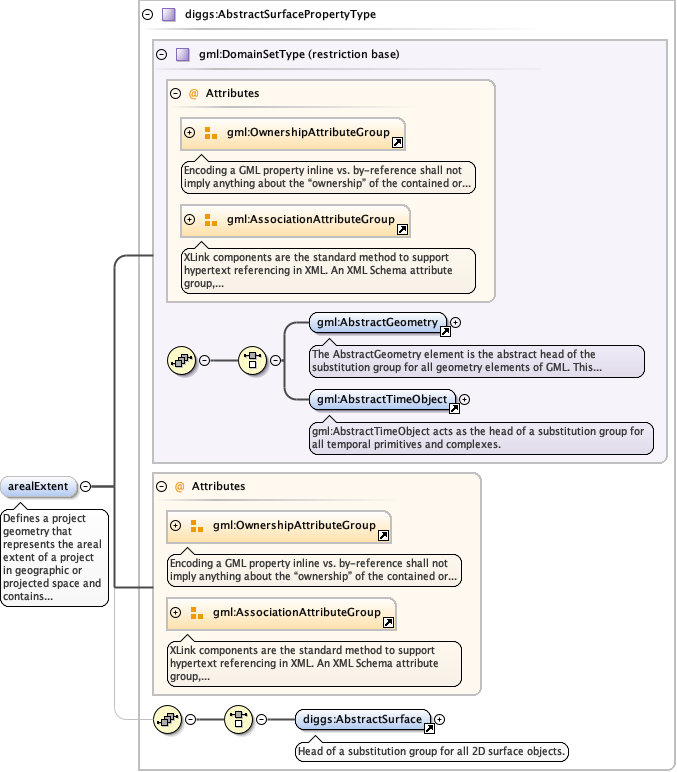 diggs:AbstractSurfacePropertyType
gml:DomainSetType (restriction base)
@ Attributes
gml:OwnershipAttributeGroup
Encoding a GML property inline vs. by-reference shall not
imply anything about the “ownership” of the contained or...
gml:AssociationAttributeGroup
XLink components are the standard method to support
hypertext referencing in XML. An XML Schema attribute
group,...
gml:AbstractGeometry
The AbstractGeometry element is the abstract head of the
substitution group for all geometry elements of GML. This...
gml:AbstractTimeObject
gml:AbstractTimeObject acts as the head of a substitution group for
all temporal primitives and complexes.
arealExtent
Defines a project
geometry that
represents the areal
extent of a project
in geographic or
projected space and
contains...
@ Attributes
gml:OwnershipAttributeGroup
Encoding a GML property inline vs. by-reference shall not
imply anything about the “ownership” of the contained or...
gml:AssociationAttributeGroup
XLink components are the standard method to support
hypertext referencing in XML. An XML Schema attribute
group,...
diggs:AbstractSurface
Head of a substitution group for all 2D surface objects.